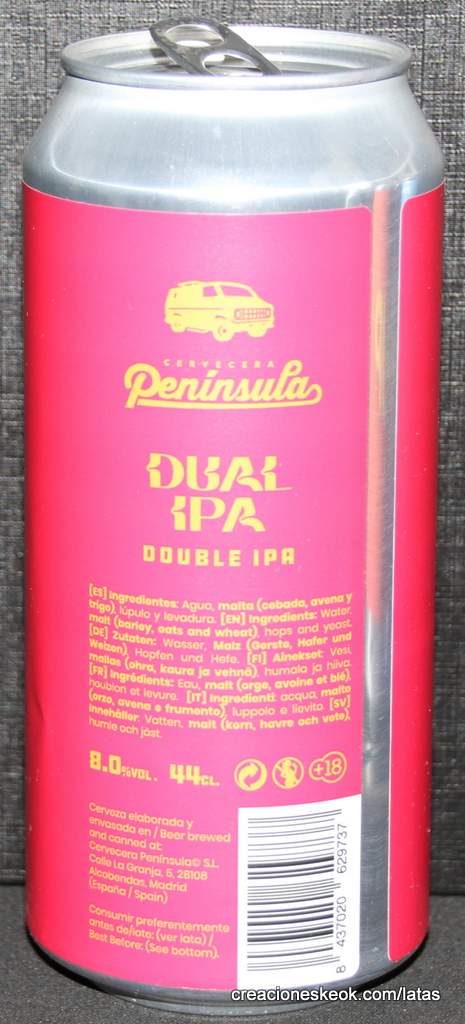 CERVECERA
Península
DUAL
IPA
DOUBLE IPA
[ES] Ingredientes: Agua, malta (cebada, avena y
trigo), lúpulo y levadura. [EN] Ingredients: Water,
malt (barley, oats and wheat), hops and yeast.
[DE] Zutaten: Wasser, Malz (Gerste, Hafer und
Weizen), Hopfen und Hefe. [FI] Ainekset: Vesi,
mallas (ohra, kaura ja vehnä), humala ja hiiva.
[FR] Ingrédients: Eau, malt (orge, avoine et blé),
houblon et levure. [IT] Ingredienti: acqua, malto
(orzo, avena e frumento), luppolo e lievito. [SV]
Innehåller: Vatten, malt (korn, havre och vete),
humle och jäst.
8.0%VOL. 44CL. +18
Cerveza elaborada y
envasada en / Beer brewed
and canned at:
Cervecera Península© S.L.
Calle La Granja, 5, 28108
Alcobendas, Madrid
(España / Spain)
Consumir preferentemente
antes de/lote: (ver lata) /
Best Before: (See bottom).
8 437020 629737
creacioneskeok.com/latas